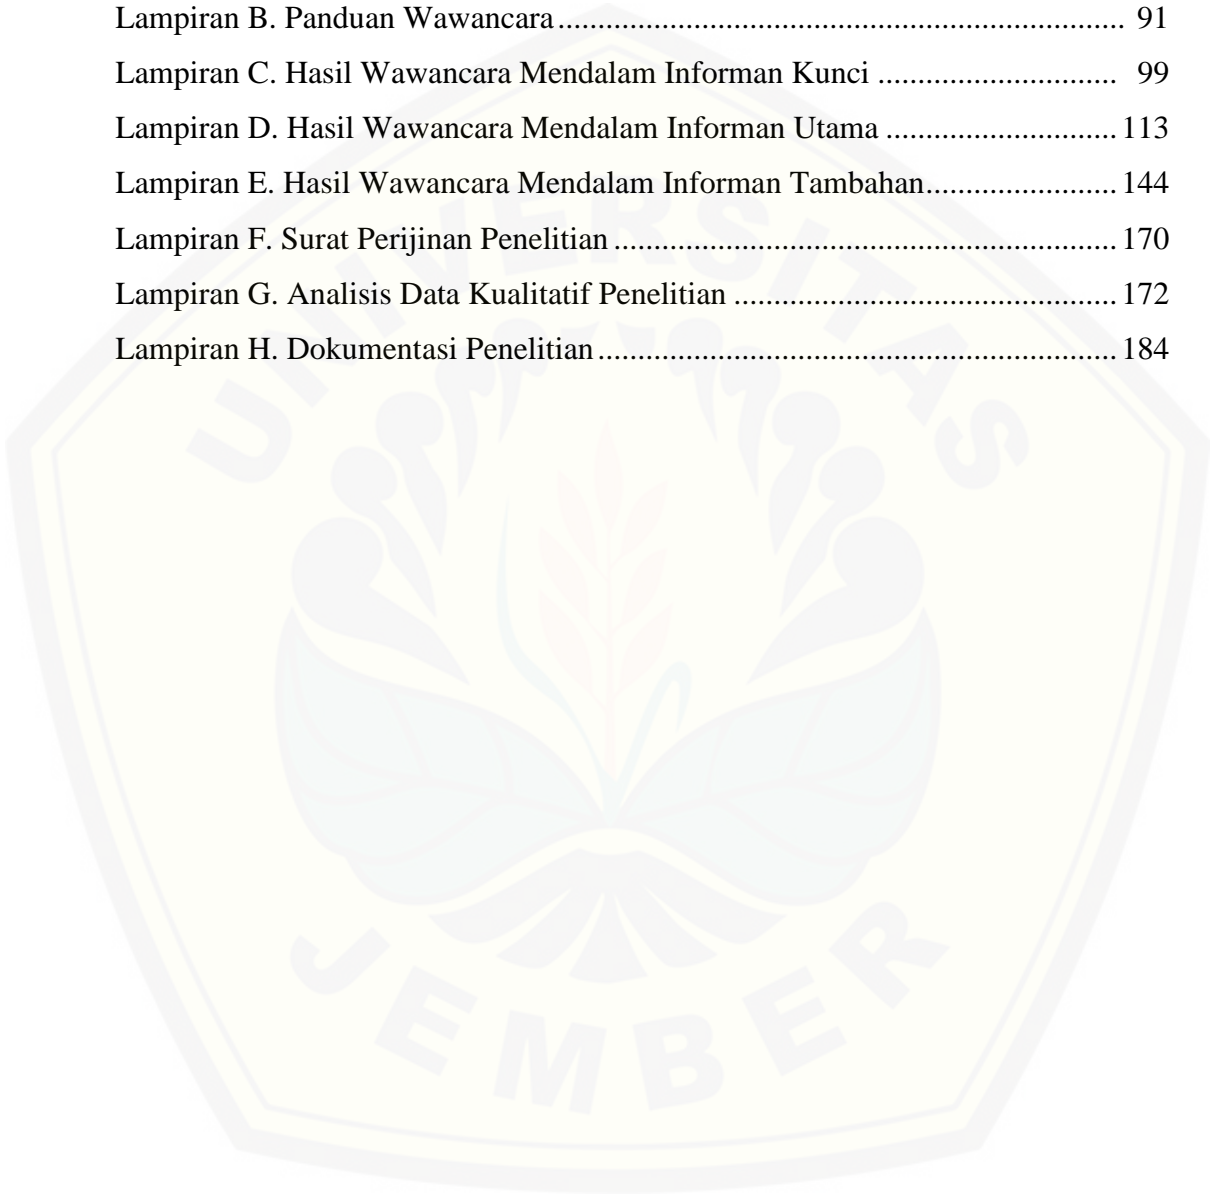 Lampiran B. Panduan Wawancara ........................................................................ 91
Lampiran C. Hasil Wawancara Mendalam Informan Kunci .............................. 99
Lampiran D. Hasil Wawancara Mendalam Informan Utama ............................. 113
Lampiran E. Hasil Wawancara Mendalam Informan Tambahan ........................ 144
Lampiran F. Surat Perijinan Penelitian ................................................................ 170
Lampiran G. Analisis Data Kualitatif Penelitian ................................................. 172
Lampiran H. Dokumentasi Penelitian .................................................................. 184
UNIVERSITAS
JEMBER